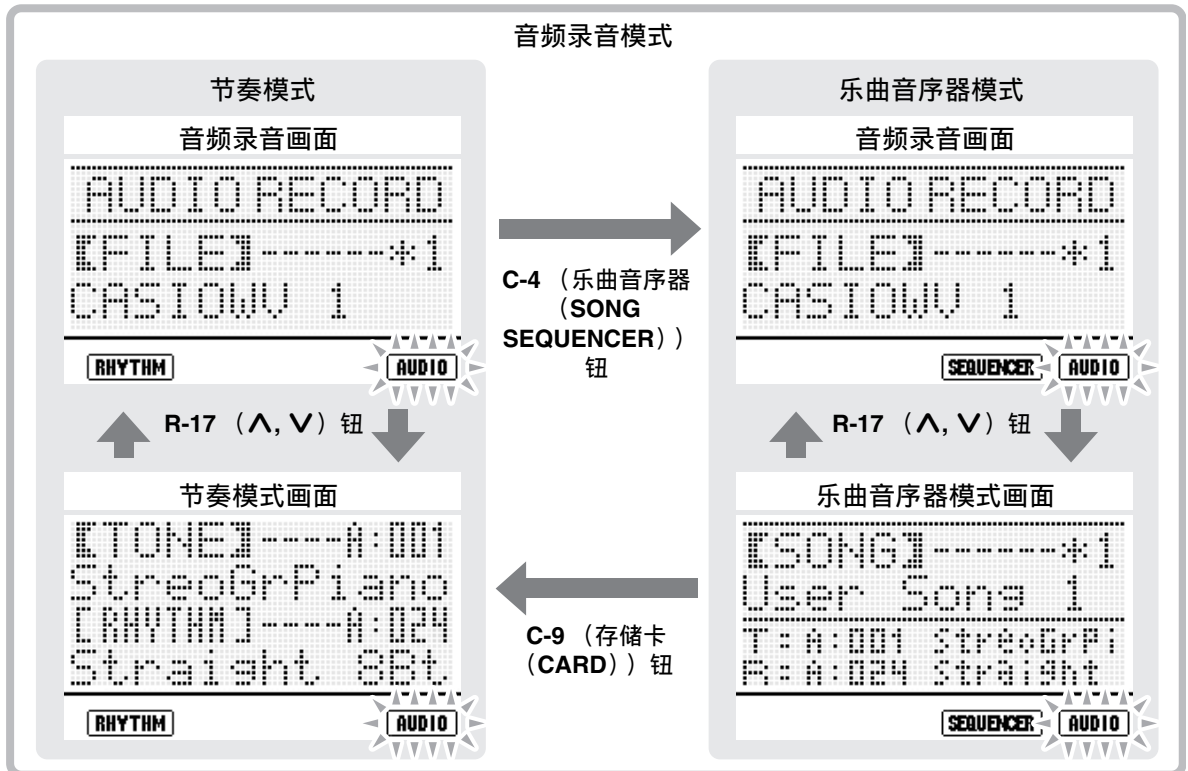 音频录音模式
节奏模式
音频录音画面
AUDIO RECORD
【FILE】------*1
CASIOWV 1
RHYTHM
AUDIO
R-17 (∧, ∨) 钮
节奏模式画面
【TONE】----A:001
StreoGrPiano
[RHYTHM]----A:024
Straight 8Bt
RHYTHM
AUDIO
C-4 (乐曲音序器
(SONG
SEQUENCER))
钮
C-9 (存储卡
(CARD)) 钮
乐曲音序器模式
音频录音画面
AUDIO RECORD
【FILE】------*1
CASIOWV 1
SEQUENCER
AUDIO
R-17 (∧, ∨) 钮
乐曲音序器模式画面
【SONG】------*1
User Song 1
T:A:001 StreoGrPi
R:A:024 Straight
SEQUENCER
AUDIO